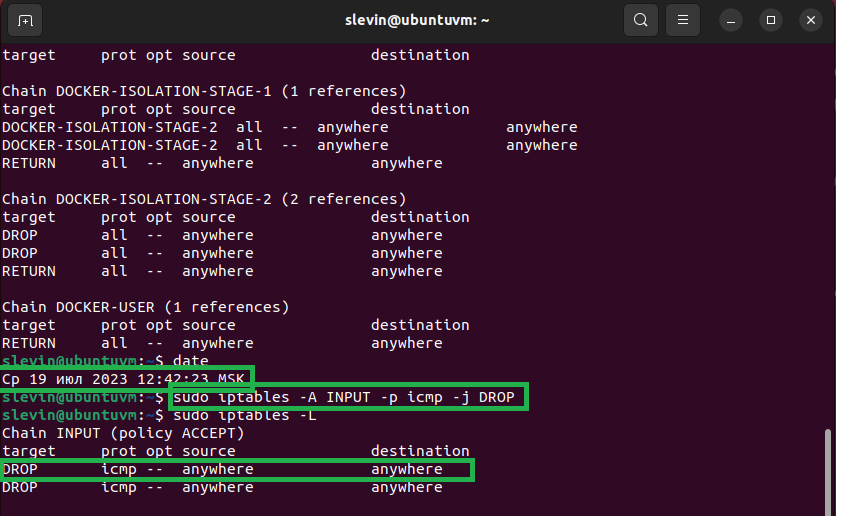 slevin@ubuntuvm: ~
target     prot opt source               destination
Chain DOCKER-ISOLATION-STAGE-1 (1 references)
target     prot opt source               destination
DOCKER-ISOLATION-STAGE-2  all  --  anywhere             anywhere
DOCKER-ISOLATION-STAGE-2  all  --  anywhere             anywhere
RETURN     all  --  anywhere             anywhere
Chain DOCKER-ISOLATION-STAGE-2 (2 references)
target     prot opt source               destination
DROP       all  --  anywhere             anywhere
DROP       all  --  anywhere             anywhere
RETURN     all  --  anywhere             anywhere
Chain DOCKER-USER (1 references)
target     prot opt source               destination
RETURN     all  --  anywhere             anywhere
slevin@ubuntuvm:~$ date
Ср 19 июл 2023 12:42:23 MSK
slevin@ubuntuvm:~$ sudo iptables -A INPUT -p icmp -j DROP
slevin@ubuntuvm:~$ sudo iptables -L
Chain INPUT (policy ACCEPT)
target     prot opt source               destination
DROP       icmp --  anywhere             anywhere
DROP       icmp --  anywhere             anywhere